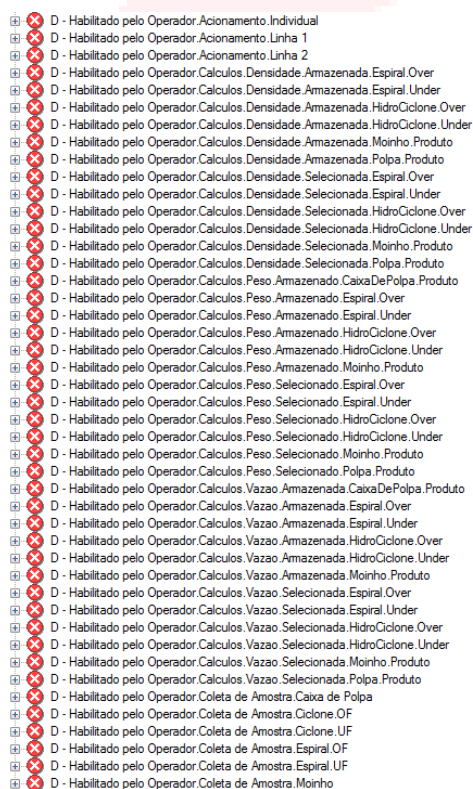 D - Habilitado pelo Operador.Acionamento.Individual
D - Habilitado pelo Operador.Acionamento.Linha 1
D - Habilitado pelo Operador.Acionamento.Linha 2
D - Habilitado pelo Operador.Calculos.Densidade.Armazenada.Espiral.Over
D - Habilitado pelo Operador.Calculos.Densidade.Armazenada.Espiral.Under
D - Habilitado pelo Operador.Calculos.Densidade.Armazenada.HidroCiclone.Over
D - Habilitado pelo Operador.Calculos.Densidade.Armazenada.HidroCiclone.Under
D - Habilitado pelo Operador.Calculos.Densidade.Armazenada.Moinho.Produto
D - Habilitado pelo Operador.Calculos.Densidade.Armazenada.Polpa.Produto
D - Habilitado pelo Operador.Calculos.Densidade.Selecionada.Espiral.Over
D - Habilitado pelo Operador.Calculos.Densidade.Selecionada.Espiral.Under
D - Habilitado pelo Operador.Calculos.Densidade.Selecionada.HidroCiclone.Over
D - Habilitado pelo Operador.Calculos.Densidade.Selecionada.HidroCiclone.Under
D - Habilitado pelo Operador.Calculos.Densidade.Selecionada.Moinho.Produto
D - Habilitado pelo Operador.Calculos.Densidade.Selecionada.Polpa.Produto
D - Habilitado pelo Operador.Calculos.Peso.Armazenado.CaixaDePolpa.Produto
D - Habilitado pelo Operador.Calculos.Peso.Armazenado.Espiral.Over
D - Habilitado pelo Operador.Calculos.Peso.Armazenado.Espiral.Under
D - Habilitado pelo Operador.Calculos.Peso.Armazenado.HidroCiclone.Over
D - Habilitado pelo Operador.Calculos.Peso.Armazenado.HidroCiclone.Under
D - Habilitado pelo Operador.Calculos.Peso.Armazenado.Moinho.Produto
D - Habilitado pelo Operador.Calculos.Peso.Selecionado.Espiral.Over
D - Habilitado pelo Operador.Calculos.Peso.Selecionado.Espiral.Under
D - Habilitado pelo Operador.Calculos.Peso.Selecionado.HidroCiclone.Over
D - Habilitado pelo Operador.Calculos.Peso.Selecionado.HidroCiclone.Under
D - Habilitado pelo Operador.Calculos.Peso.Selecionado.Moinho.Produto
D - Habilitado pelo Operador.Calculos.Peso.Selecionado.Polpa.Produto
D - Habilitado pelo Operador.Calculos.Vazao.Armazenada.CaixaDePolpa.Produto
D - Habilitado pelo Operador.Calculos.Vazao.Armazenada.Espiral.Over
D - Habilitado pelo Operador.Calculos.Vazao.Armazenada.Espiral.Under
D - Habilitado pelo Operador.Calculos.Vazao.Armazenada.HidroCiclone.Over
D - Habilitado pelo Operador.Calculos.Vazao.Armazenada.HidroCiclone.Under
D - Habilitado pelo Operador.Calculos.Vazao.Armazenada.Moinho.Produto
D - Habilitado pelo Operador.Calculos.Vazao.Selecionada.Espiral.Over
D - Habilitado pelo Operador.Calculos.Vazao.Selecionada.Espiral.Under
D - Habilitado pelo Operador.Calculos.Vazao.Selecionada.HidroCiclone.Over
D - Habilitado pelo Operador.Calculos.Vazao.Selecionada.HidroCiclone.Under
D - Habilitado pelo Operador.Calculos.Vazao.Selecionada.Moinho.Produto
D - Habilitado pelo Operador.Calculos.Vazao.Selecionada.Polpa.Produto
D - Habilitado pelo Operador.Coleta de Amostra.Caixa de Polpa
D - Habilitado pelo Operador.Coleta de Amostra.Ciclone.OF
D - Habilitado pelo Operador.Coleta de Amostra.Ciclone.UF
D - Habilitado pelo Operador.Coleta de Amostra.Espiral.OF
D - Habilitado pelo Operador.Coleta de Amostra.Espiral.UF
D - Habilitado pelo Operador.Coleta de Amostra.Moinho